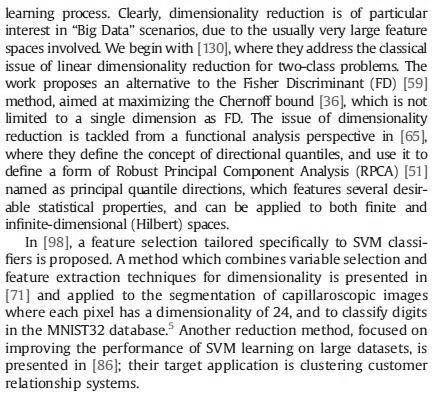 learning process. Clearly, dimensionality reduction is of particular
interest in “Big Data” scenarios, due to the usually very large feature
spaces involved. We begin with [130], where they address the classical
issue of linear dimensionality reduction for two-class problems. The
work proposes an alternative to the Fisher Discriminant (FD) [59]
method, aimed at maximizing the Chernoff bound [36], which is not
limited to a single dimension as FD. The issue of dimensionality
reduction is tackled from a functional analysis perspective in [65],
where they define the concept of directional quantiles, and use it to
define a form of Robust Principal Component Analysis (RPCA) [51]
named as principal quantile directions, which features several desir-
able statistical properties, and can be applied to both finite and
infinite-dimensional (Hilbert) spaces.
In [98], a feature selection tailored specifically to SVM classi-
fiers is proposed. A method which combines variable selection and
feature extraction techniques for dimensionality is presented in
[71] and applied to the segmentation of capillaroscopic images
where each pixel has a dimensionality of 24, and to classify digits
in the MNIST32 database.5 Another reduction method, focused on
improving the performance of SVM learning on large datasets, is
presented in [86]; their target application is clustering customer
relationship systems.